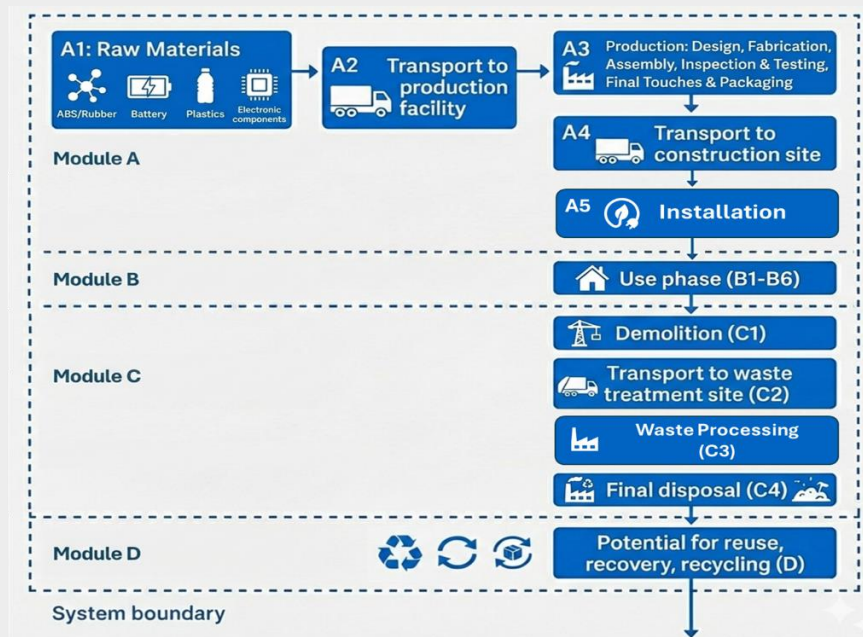 A1: Raw Materials
ABS/Rubber
Battery
Plastics
Electronic
components
A2
Transport to
production
facility
A3
Production: Design, Fabrication,
Assembly, Inspection & Testing,
Final Touches & Packaging
A4
Transport to
construction site
Module A
A5
Installation
Module B
Use phase (B1-B6)
Module C
Demolition (C1)
Transport to waste
treatment site (C2)
Waste Processing
(C3)
Final disposal (C4)
Module D
Potential for reuse,
recovery, recycling (D)
System boundary